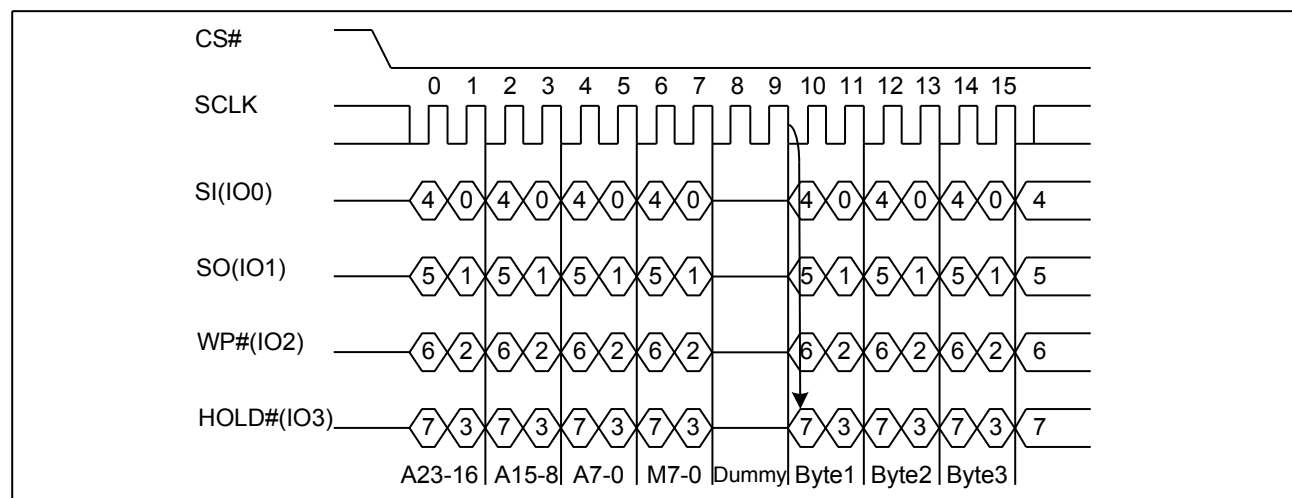 CS#
0 1 2 3 4 5 6 7 8 9 10 11 12 13 14 15
SCLK
SI(IO0) 4 0 4 0 4 0 4 0 4 0 4 0 4 0 4
SO(IO1) 5 1 5 1 5 1 5 1 5 1 5 1 5 1 5
WP#(IO2) 6 2 6 2 6 2 6 2 6 2 6 2 6 2 6
HOLD#(IO3) 7 3 7 3 7 3 7 3 7 3 7 3 7 3 7
A23-16 A15-8 A7-0 M7-0 Dummy Byte1 Byte2 Byte3